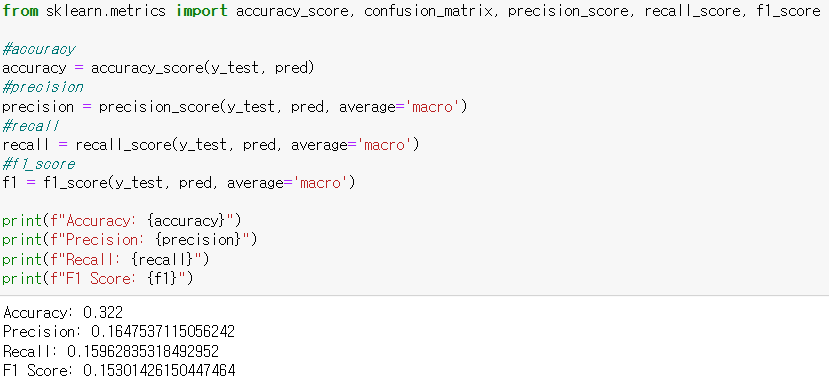 from sklearn.metrics import accuracy_score, confusion_matrix, precision_score, recall_score, f1_score
#accuracy
accuracy = accuracy_score(y_test, pred)
#precision
precision = precision_score(y_test, pred, average='macro')
#recall
recall = recall_score(y_test, pred, average='macro')
#f1_score
f1 = f1_score(y_test, pred, average='macro')
print(f"Accuracy: {accuracy}")
print(f"Precision: {precision}")
print(f"Recall: {recall}")
print(f"F1 Score: {f1}")
Accuracy: 0.322
Precision: 0.1647537115056242
Recall: 0.15962835318492952
F1 Score: 0.15301426150447464